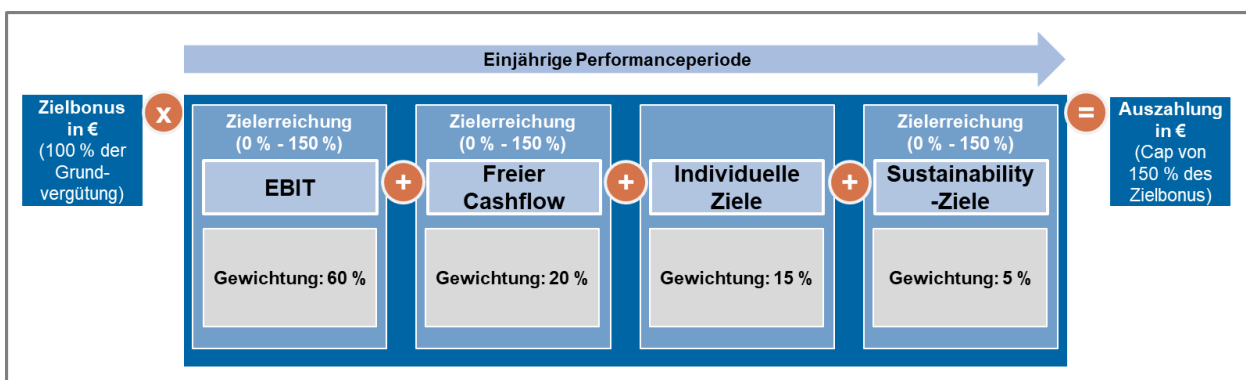 Einjährige Performanceperiode
Zielbonus
in €
(100 % der
Grund-
vergütung)
x
Zielerreichung
(0 % - 150 %)
EBIT
Gewichtung: 60 %
+
Zielerreichung
(0 % - 150 %)
Freier
Cashflow
Gewichtung: 20 %
+
Individuelle
Ziele
Gewichtung: 15 %
+
Zielerreichung
(0 % - 150 %)
Sustainability
-Ziele
Gewichtung: 5 %
=
Auszahlung
in €
(Cap von
150 % des
Zielbonus)